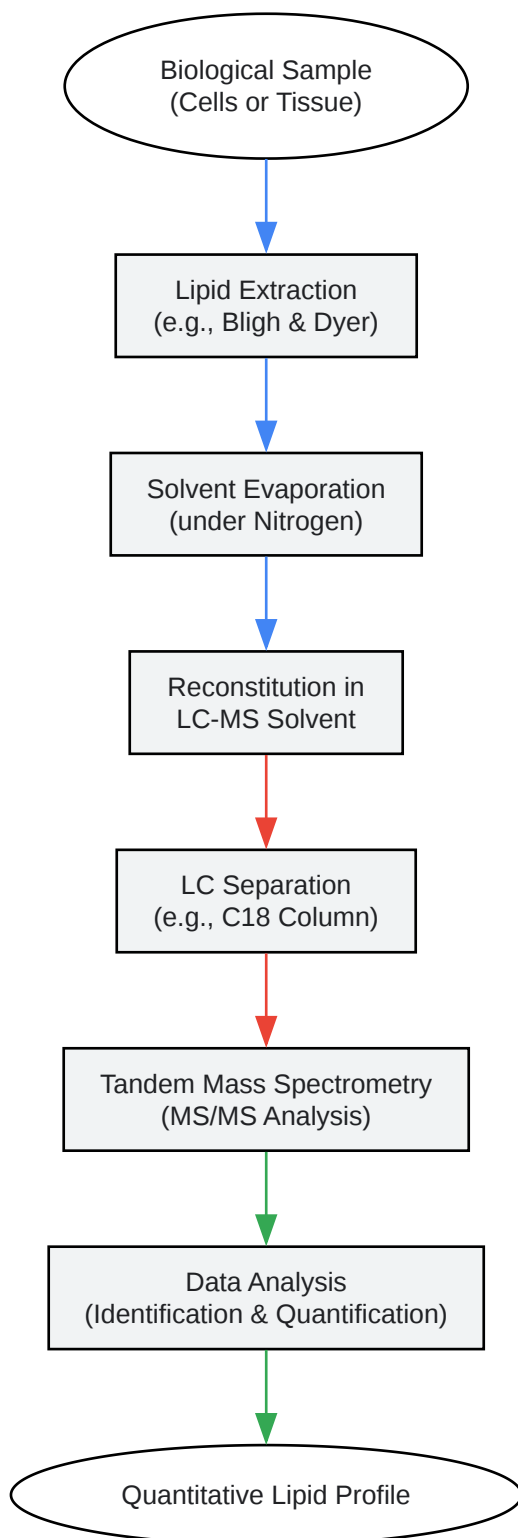 Biological Sample
(Cells or Tissue)
Lipid Extraction
(e.g., Bligh & Dyer)
Solvent Evaporation
(under Nitrogen)
Reconstitution in
LC-MS Solvent
LC Separation
(e.g., C18 Column)
Tandem Mass Spectrometry
(MS/MS Analysis)
Data Analysis
(Identification & Quantification)
Quantitative Lipid Profile